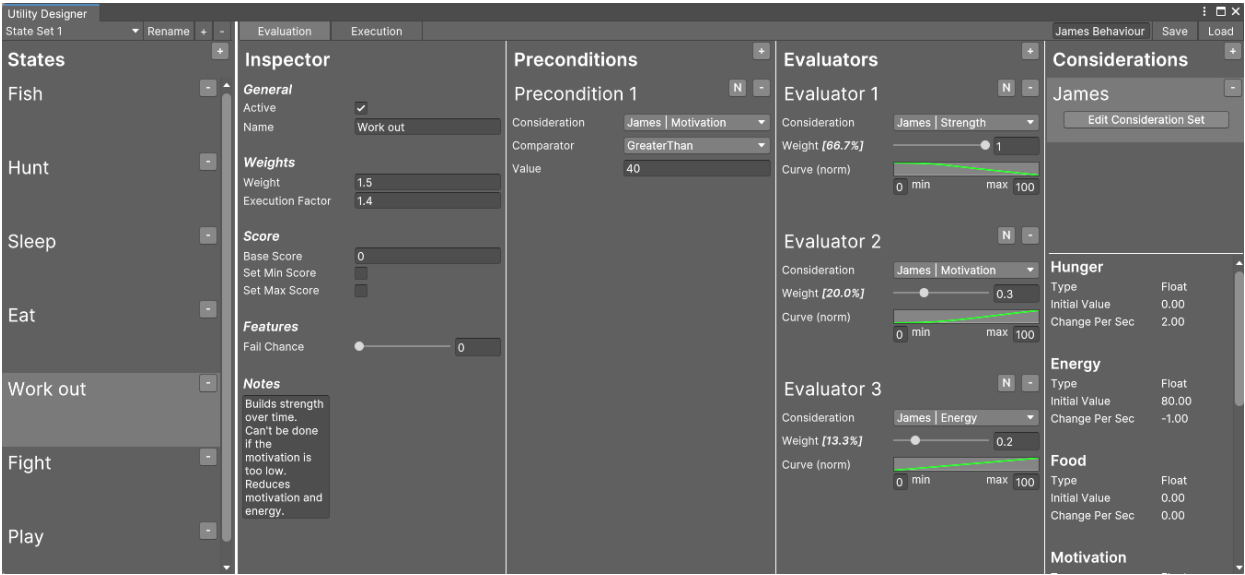 Utility Designer
State Set 1 Rename + -
Evaluation Execution
James Behaviour Save Load
States +
Fish -
Hunt -
Sleep -
Eat -
Work out -
Fight -
Play -
Inspector
General
Active
Name Work out
Weights
Weight 1.5
Execution Factor 1.4
Score
Base Score 0
Set Min Score
Set Max Score
Features
Fail Chance 0
Notes
Builds strength
over time.
Can't be done
if the
motivation is
too low.
Reduces
motivation and
energy.
Preconditions +
Precondition 1 N -
Consideration James | Motivation
Comparator GreaterThan
Value 40
Evaluators +
Evaluator 1 N -
Consideration James | Strength
Weight [66.7%] 1
Curve (norm)
0 min max 100
Evaluator 2 N -
Consideration James | Motivation
Weight [20.0%] 0.3
Curve (norm)
0 min max 100
Evaluator 3 N -
Consideration James | Energy
Weight [13.3%] 0.2
Curve (norm)
0 min max 100
Considerations +
James -
Edit Consideration Set
Hunger
Type Float
Initial Value 0.00
Change Per Sec 2.00
Energy
Type Float
Initial Value 80.00
Change Per Sec -1.00
Food
Type Float
Initial Value 0.00
Change Per Sec 0.00
Motivation